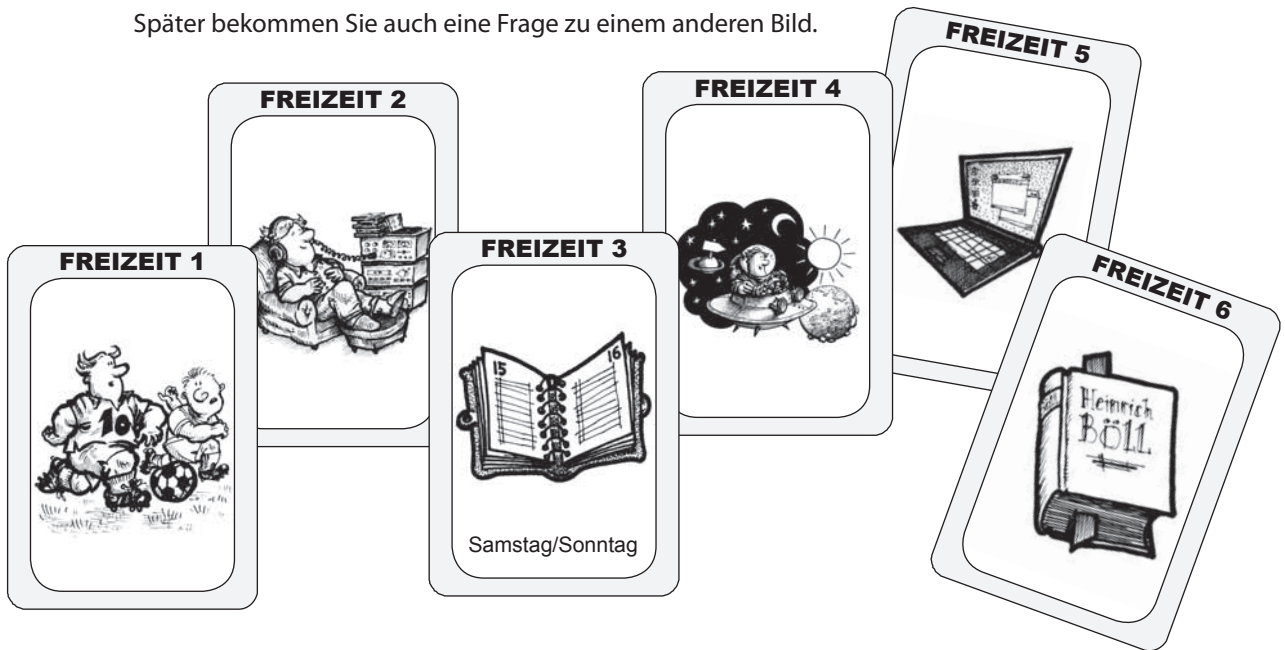 Später bekommen Sie auch eine Frage zu einem anderen Bild.
FREIZEIT 1
FREIZEIT 2
FREIZEIT 3
15
16
Samstag/Sonntag
FREIZEIT 4
FREIZEIT 5
FREIZEIT 6
Heinrich
BÖLL
10